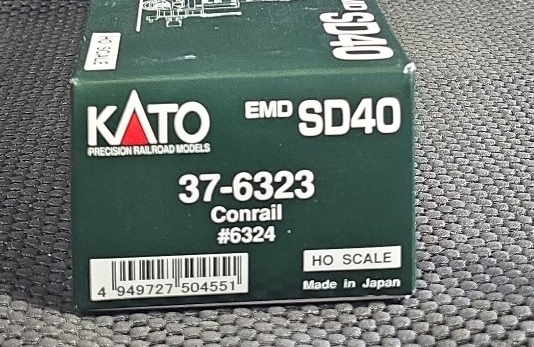 HO SCALE
SD40
KATO
PRECISION RAILROAD MODELS
EMD SD40
37-6323
Conrail
#6324
HO SCALE
Made in Japan
4 949727 504551